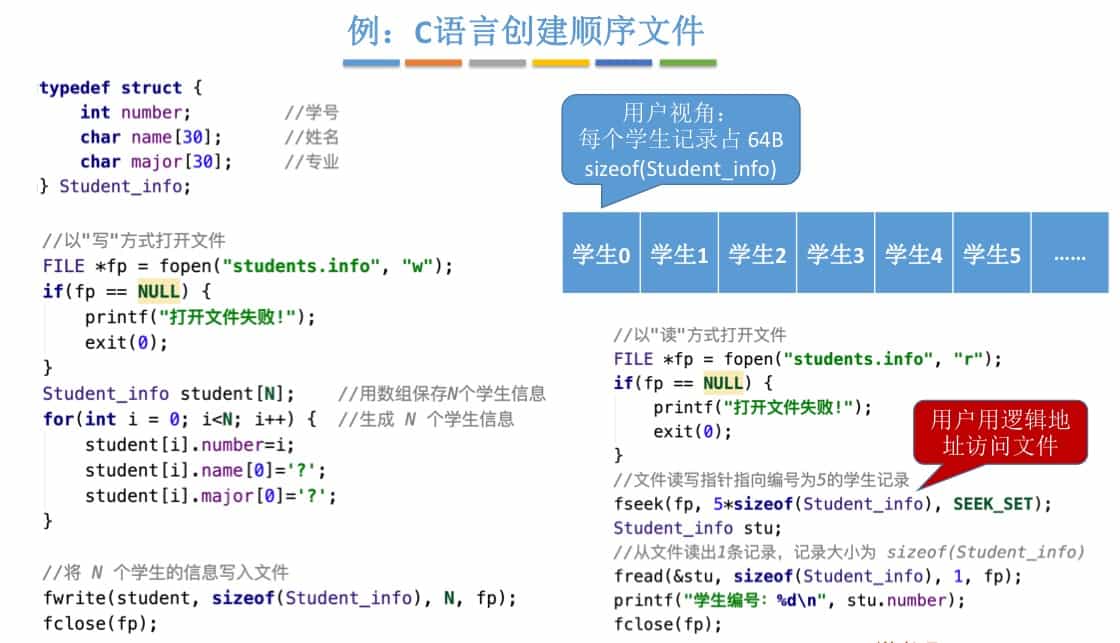 例：C语言创建顺序文件
typedef struct {
    int number;         //学号
    char name[30];      //姓名
    char major[30];     //专业
} Student_info;
//以"写"方式打开文件
FILE *fp = fopen("students.info", "w");
if(fp == NULL) {
    printf("打开文件失败!");
    exit(0);
}
Student_info student[N];    //用数组保存N个学生信息
for(int i = 0; i<N; i++) {  //生成 N 个学生信息
    student[i].number=i;
    student[i].name[0]='?';
    student[i].major[0]='?';
}
//将 N 个学生的信息写入文件
fwrite(student, sizeof(Student_info), N, fp);
fclose(fp);
用户视角：
每个学生记录占 64B
sizeof(Student_info)
学生0 学生1 学生2 学生3 学生4 学生5 ……
//以"读"方式打开文件
FILE *fp = fopen("students.info", "r");
if(fp == NULL) {
    printf("打开文件失败!");
    exit(0);
}
用户用逻辑地
址访问文件
//文件读写指针指向编号为5的学生记录
fseek(fp, 5*sizeof(Student_info), SEEK_SET);
Student_info stu;
//从文件读出1条记录，记录大小为 sizeof(Student_info)
fread(&stu, sizeof(Student_info), 1, fp);
printf("学生编号：%d\n", stu.number);
fclose(fp);